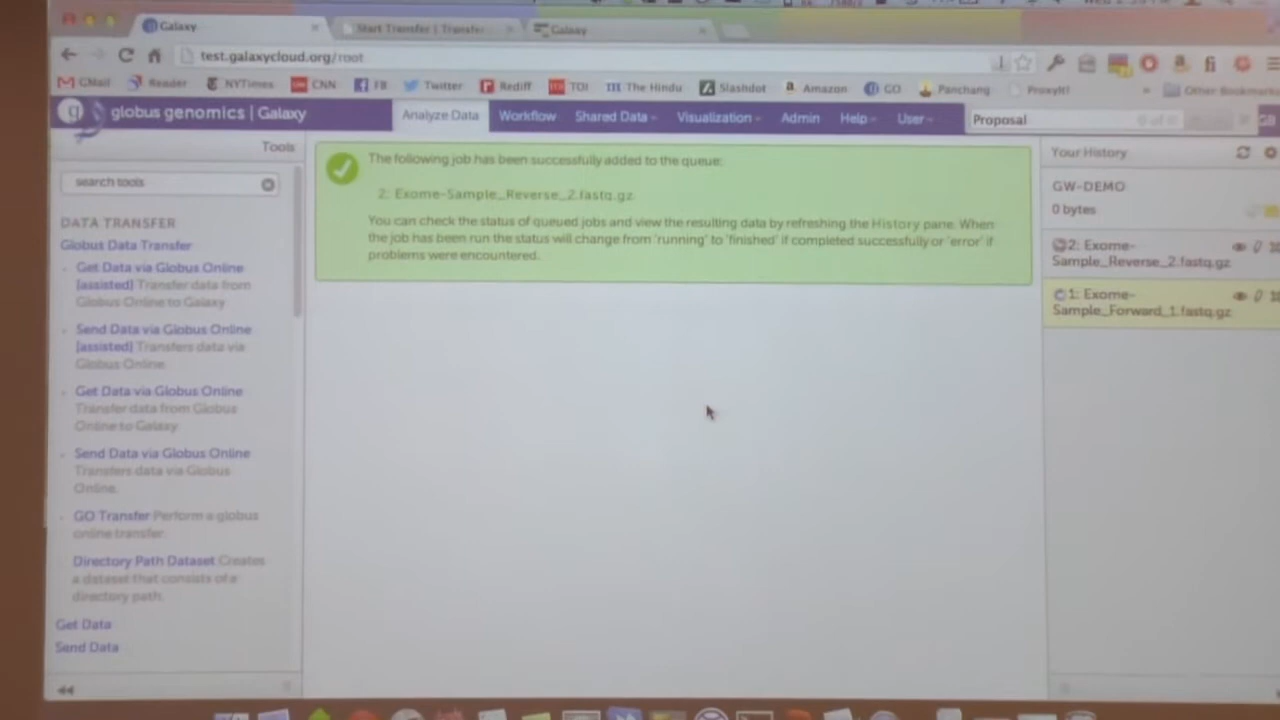 Galaxy
Start Transfer | Transfer
Galaxy
test.galaxycloud.org/root
GMail
Reader
NYTimes
CNN
FB
Twitter
Rediff
TOI
The Hindu
Slashdot
Amazon
GO
Panchang
ProxyIt!
Other Bookmarks
globus genomics | Galaxy
Analyze Data
Workflow
Shared Data
Visualization
Admin
Help
User
Proposal
GB
Tools
search tools
DATA TRANSFER
Globus Data Transfer
Get Data via Globus Online
[assisted] Transfer data from
Globus Online to Galaxy
Send Data via Globus Online
[assisted] Transfers data via
Globus Online
Get Data via Globus Online
Transfer data from Globus
Online to Galaxy
Send Data via Globus Online
Transfers data via Globus
Online.
GO Transfer Perform a globus
online transfer.
Directory Path Dataset Creates
a dataset that consists of a
directory path.
Get Data
Send Data
The following job has been successfully added to the queue:
2: Exome-Sample_Reverse_2.fastq.gz
You can check the status of queued jobs and view the resulting data by refreshing the History pane. When
the job has been run the status will change from 'running' to 'finished' if completed successfully or 'error' if
problems were encountered.
Your History
GW-DEMO
0 bytes
2: Exome-
Sample_Reverse_2.fastq.gz
1: Exome-
Sample_Forward_1.fastq.gz